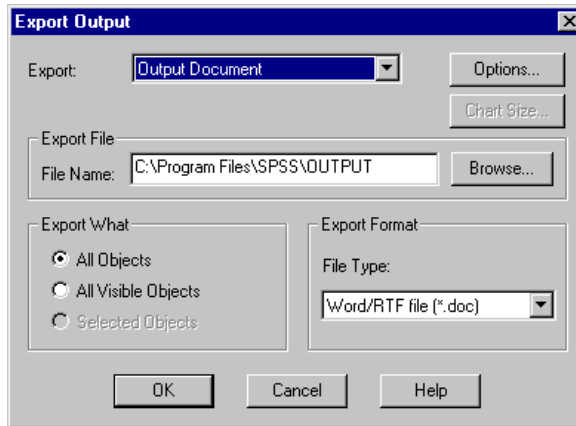 Export Output
Export: Output Document Options...
Chart Size...
Export File
File Name: C:\Program Files\SPSS\OUTPUT Browse...
Export What
All Objects
All Visible Objects
Selected Objects
Export Format
File Type:
Word/RTF file (*.doc)
OK Cancel Help